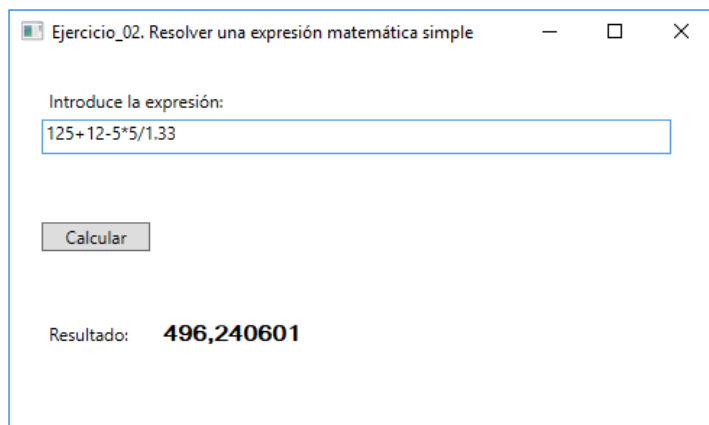 Ejercicio_02. Resolver una expresión matemática simple
Introduce la expresión:
125+12-5*5/1.33
Calcular
Resultado: 496,240601